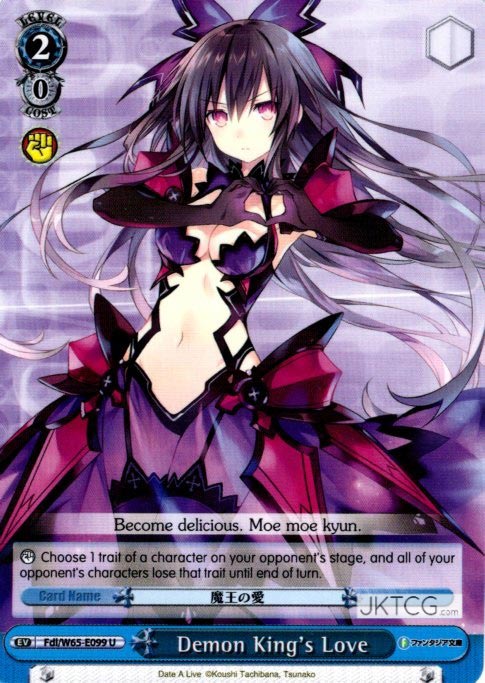 LEVEL
2
0
COST
Become delicious. Moe moe kyun.
Choose 1 trait of a character on your opponent's stage, and all of your
opponent's characters lose that trait until end of turn.
Card Name 魔王の愛
JKTCG.com
EV Fdl/W65-E099 U Demon King's Love ファンタジア文庫
Date A Live ©Koushi Tachibana, Tsunako